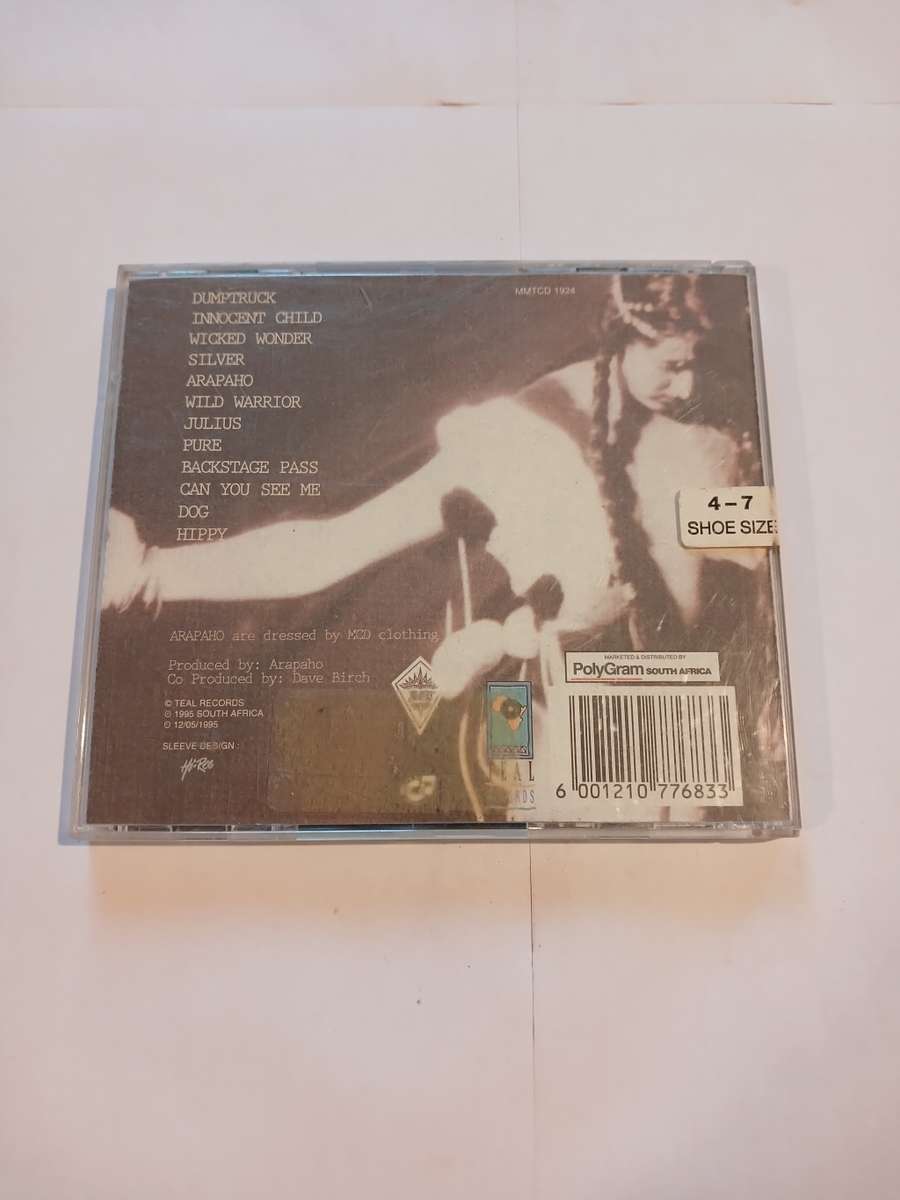 MMTCD 1924
DUMPTRUCK
INNOCENT CHILD
WICKED WONDER
SILVER
ARAPAHO
WILD WARRIOR
JULIUS
PURE
BACKSTAGE PASS
CAN YOU SEE ME
DOG
HIPPY
4 – 7
SHOE SIZE
ARAPAHO are dressed by MCD clothing
Produced by: Arapaho
Co Produced by: Dave Birch
© TEAL RECORDS
© 1995 SOUTH AFRICA
℗ 12/05/1995
SLEEVE DESIGN :
MARKETED & DISTRIBUTED BY
PolyGram SOUTH AFRICA
6 001210 776833